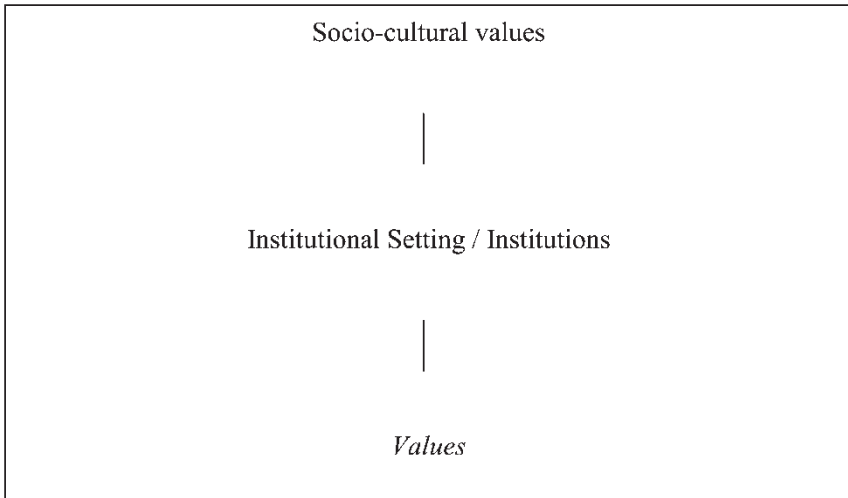 Socio-cultural values
Institutional Setting / Institutions
Values